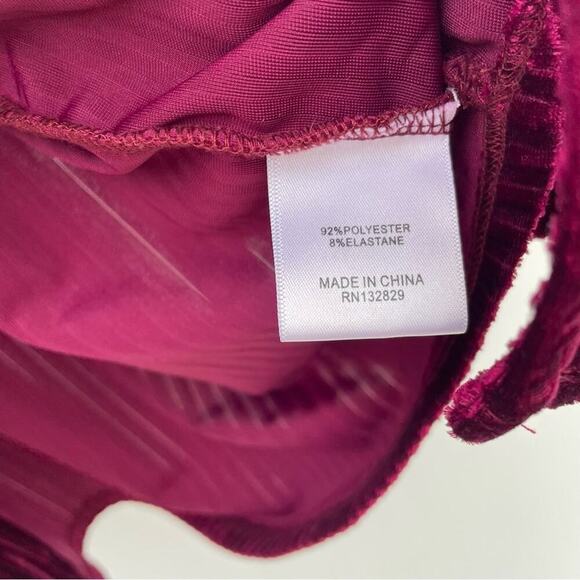 92%POLYESTER
8%ELASTANE
MADE IN CHINA
RN132829